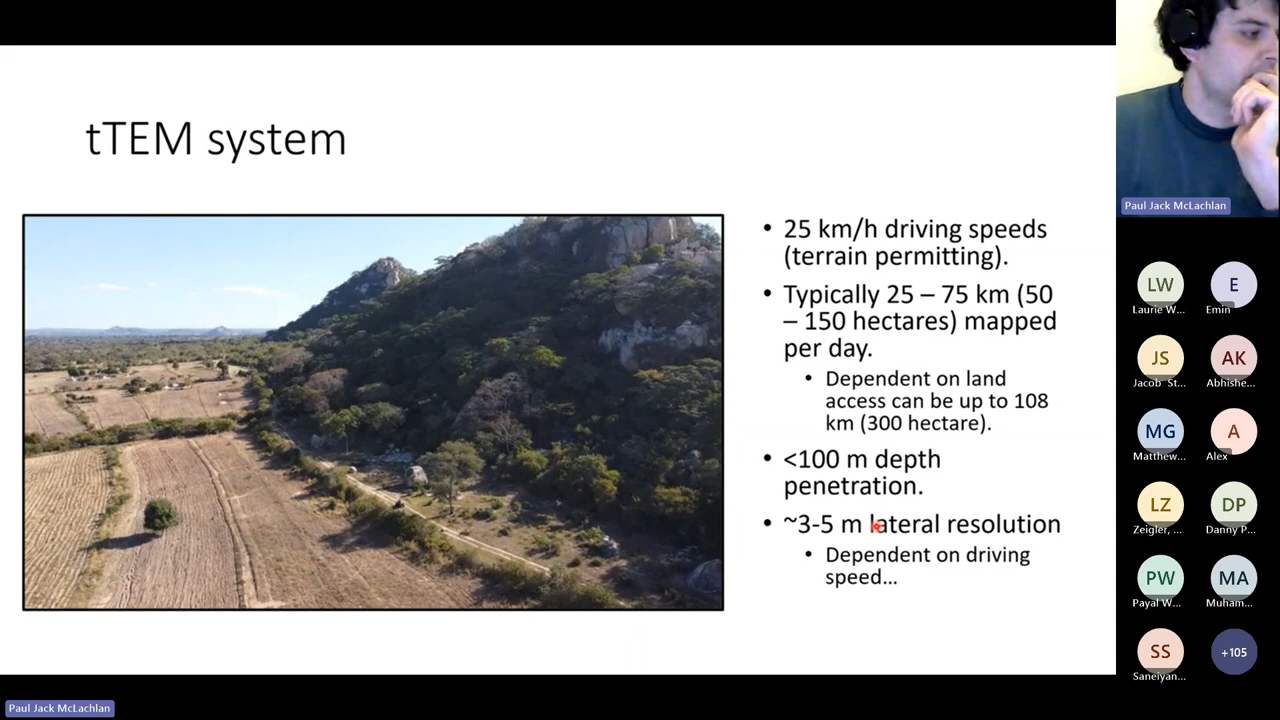 tTEM system
• 25 km/h driving speeds
(terrain permitting).
• Typically 25 – 75 km (50
– 150 hectares) mapped
per day.
• Dependent on land
access can be up to 108
km (300 hectare).
• <100 m depth
penetration.
• ~3-5 m lateral resolution
• Dependent on driving
speed...
Paul Jack McLachlan
LW
Laurie W...
E
Emin
JS
Jacob St...
AK
Abhishe...
MG
Matthew...
A
Alex
LZ
Zeigler, ...
DP
Danny P...
PW
Payal W...
MA
Muham...
SS
Saneiyan...
+105
Paul Jack McLachlan